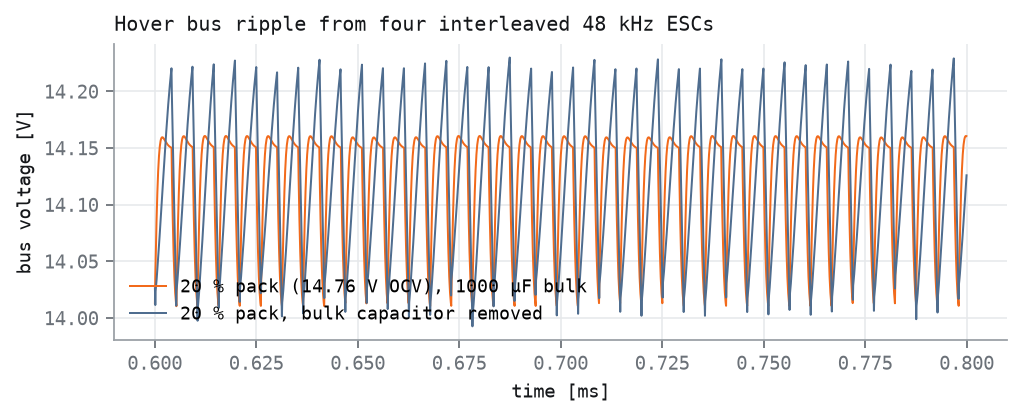 Hover bus ripple from four interleaved 48 kHz ESCs
bus voltage [V]
14.20
14.15
14.10
14.05
14.00
20 % pack (14.76 V OCV), 1000 µF bulk
20 % pack, bulk capacitor removed
0.600 0.625 0.650 0.675 0.700 0.725 0.750 0.775 0.800
time [ms]